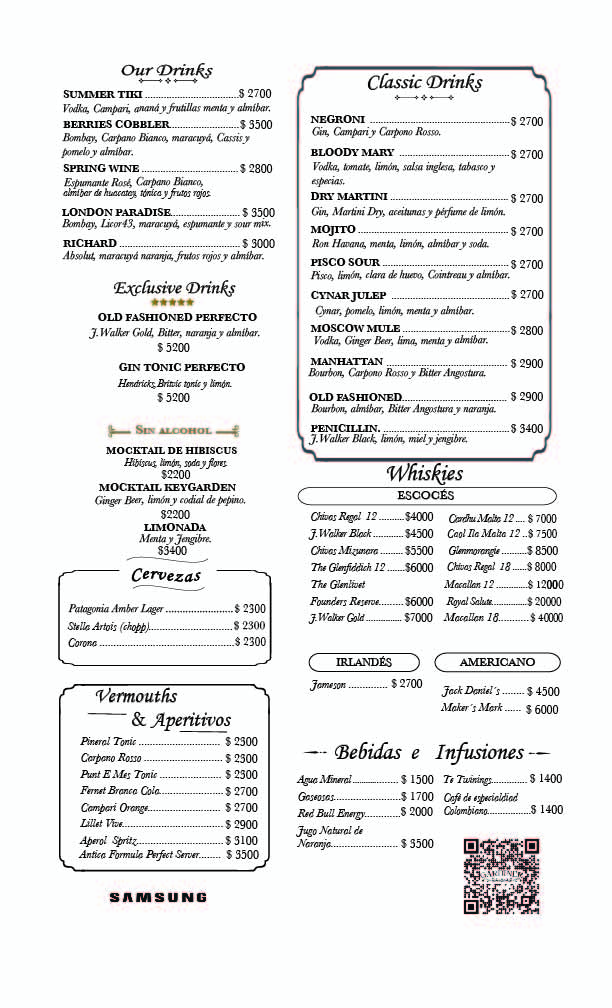 Our Drinks
SUMMER TIKI ..............................$ 2700
Vodka, Campari, ananá y frutillas menta y almíbar.
BERRIES COBBLER......................$ 3500
Bombay, Carpano Bianco, maracuyá, Cassis y
pomelo y almíbar.
SPRING WINE ...............................$ 2800
Espumante Rosé, Carpano Bianco,
almíbar de huacatay, tónica y frutos rojos.
LONDON PARADISE......................$ 3500
Bombay, Licor43, maracuyá, espumante y sour mix.
RICHARD ......................................$ 3000
Absolut, maracuyá naranja, frutos rojos y almíbar.
Exclusive Drinks
OLD FASHIONED PERFECTO
J.Walker Gold, Bitter, naranja y almíbar.
$ 5200
GIN TONIC PERFECTO
Hendricks,Britvic tonic y limón.
$ 5200
SIN ALCOHOL
MOCKTAIL DE HIBISCUS
Hibiscus, limón, soda y flores.
$2200
MOCKTAIL KEYGARDEN
Ginger Beer, limón y codial de pepino.
$2200
LIMONADA
Menta y Jengibre.
$3400
Cervezas
Patagonia Amber Lager .......................$ 2300
Stella Artois (chopp)............................$ 2300
Corona ..............................................$ 2300
Vermouths
& Aperitivos
Pineral Tonic ........................... $ 2500
Carpano Rosso ........................... $ 2500
Punt E Mes Tonic ..................... $ 2500
Fernet Branca Cola.....................$ 2700
Campari Orange........................ $ 2700
Lillet Vive..................................$ 2900
Aperol Spritz.............................$ 3100
Antica Formula Perfect Server....... $ 3500
SAMSUNG
Classic Drinks
NEGRONI ...............................................$ 2700
Gin, Campari y Carpono Rosso.
BLOODY MARY .....................................$ 2700
Vodka, tomate, limón, salsa inglesa, tabasco y
especias.
DRY MARTINI ........................................$ 2700
Gin, Martini Dry, aceitunas y pérfume de limón.
MOJITO ...................................................$ 2700
Ron Havana, menta, limón, almíbar y soda.
PISCO SOUR ...........................................$ 2700
Pisco, limón, clara de huevo, Cointreau y almíbar.
CYNAR JULEP .......................................$ 2700
Cynar, pomelo, limón, menta y almíbar.
MOSCOW MULE ....................................$ 2800
Vodka, Ginger Beer, lima, menta y almíbar.
MANHATTAN ........................................ $ 2900
Bourbon, Carpono Rosso y Bitter Angostura.
OLD FASHIONED................................... $ 2900
Bourbon, almíbar, Bitter Angostura y naranja.
PENICILLIN. ..........................................$ 3400
J.Walker Black, limón, miel y jengibre.
Whiskies
ESCOCÉS
Chivas Regal 12 ..........$4000
J.Walker Black ............$4500
Chivas Mizunara ..........$5500
The Glenfiddich 12 .......$6000
The Glenlivet
Founders Reserve..........$6000
J.Walker Gold ..............$7000
Cardhu Malta 12 .... $ 7000
Caol Ila Malta 12 ..$ 7500
Glenmorangie .........$ 8500
Chivas Regal 18 ......$ 8000
Macallan 12 ............$ 12000
Royal Salute.............$ 20000
Macallan 18...........$ 40000
IRLANDÉS
Jameson ............... $ 2700
AMERICANO
Jack Daniel´s ........ $ 4500
Maker´s Mark ...... $ 6000
Bebidas e Infusiones
Agua Mineral .................. $ 1500
Gaseosas...........................$ 1700
Red Bull Energy..............$ 2000
Jugo Natural de
Naranja............................ $ 3500
Te Twinings.............. $ 1400
Café de especialdiad
Colombiano.................$ 1400